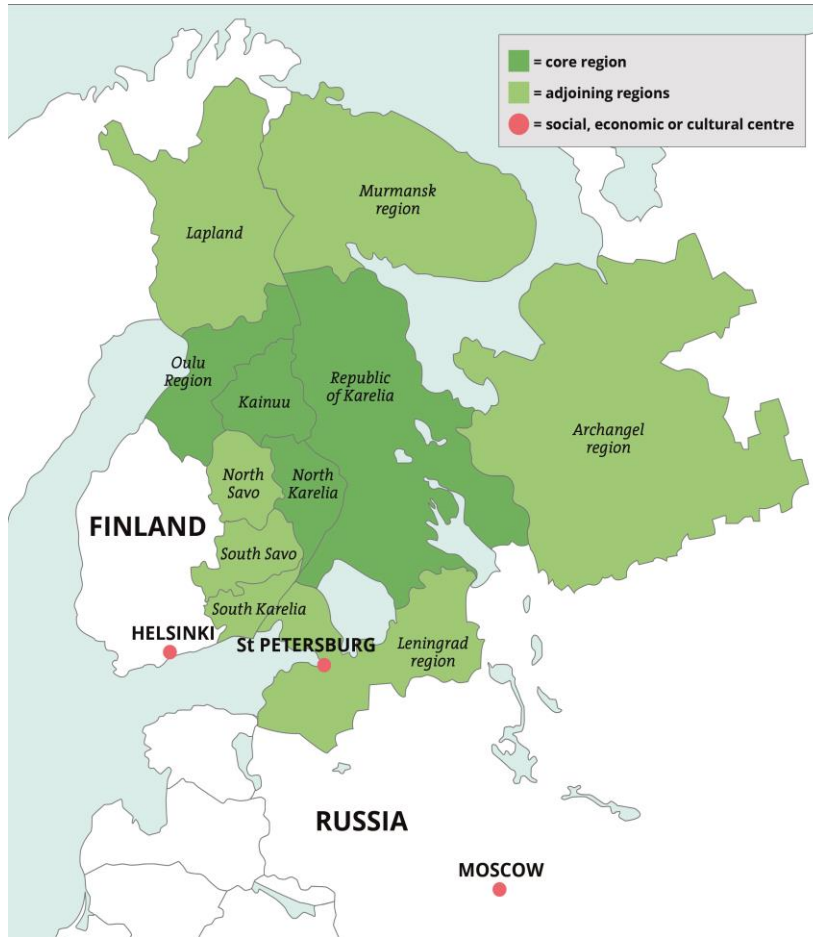 = core region
= adjoining regions
= social, economic or cultural centre
Murmansk
region
Lapland
Oulu
Region
Kainuu
Republic
of Karelia
Archangel
region
North
Savo
North
Karelia
FINLAND
South Savo
South Karelia
HELSINKI
St PETERSBURG
Leningrad
region
RUSSIA
MOSCOW